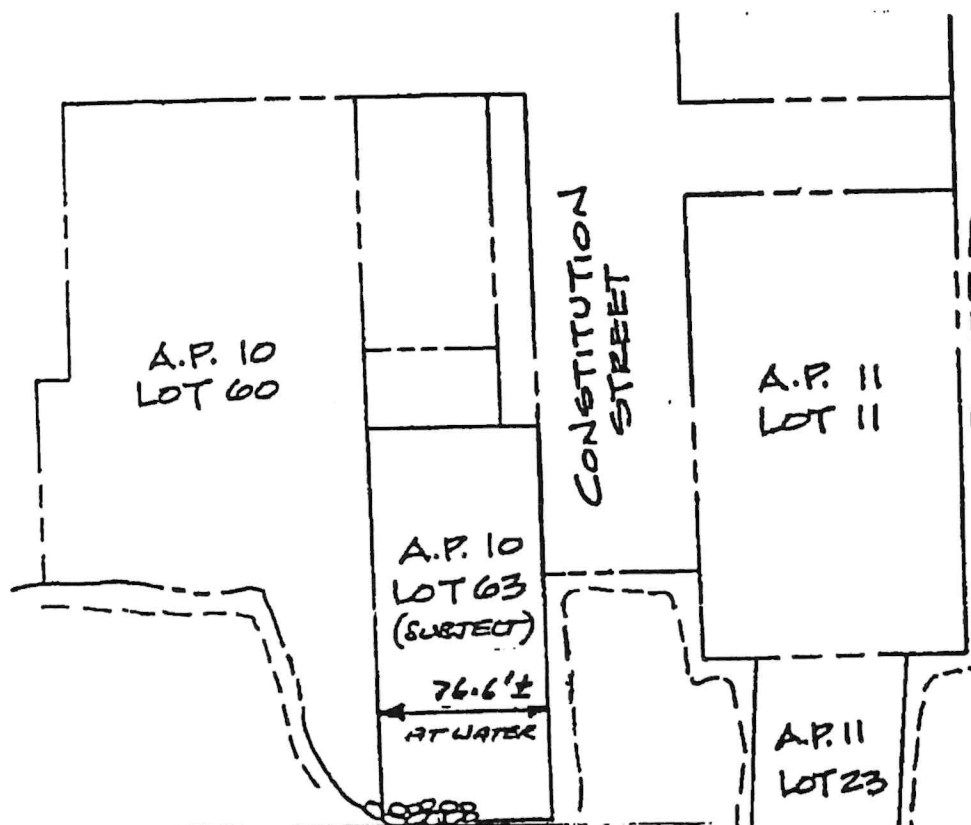 CONSTITUTION
STREET
A.P. 10
LOT 60
A.P. 11
LOT 11
A.P. 10
LOT 63
(SUBJECT)
76.6'±
AT WATER
A.P. 11
LOT 23